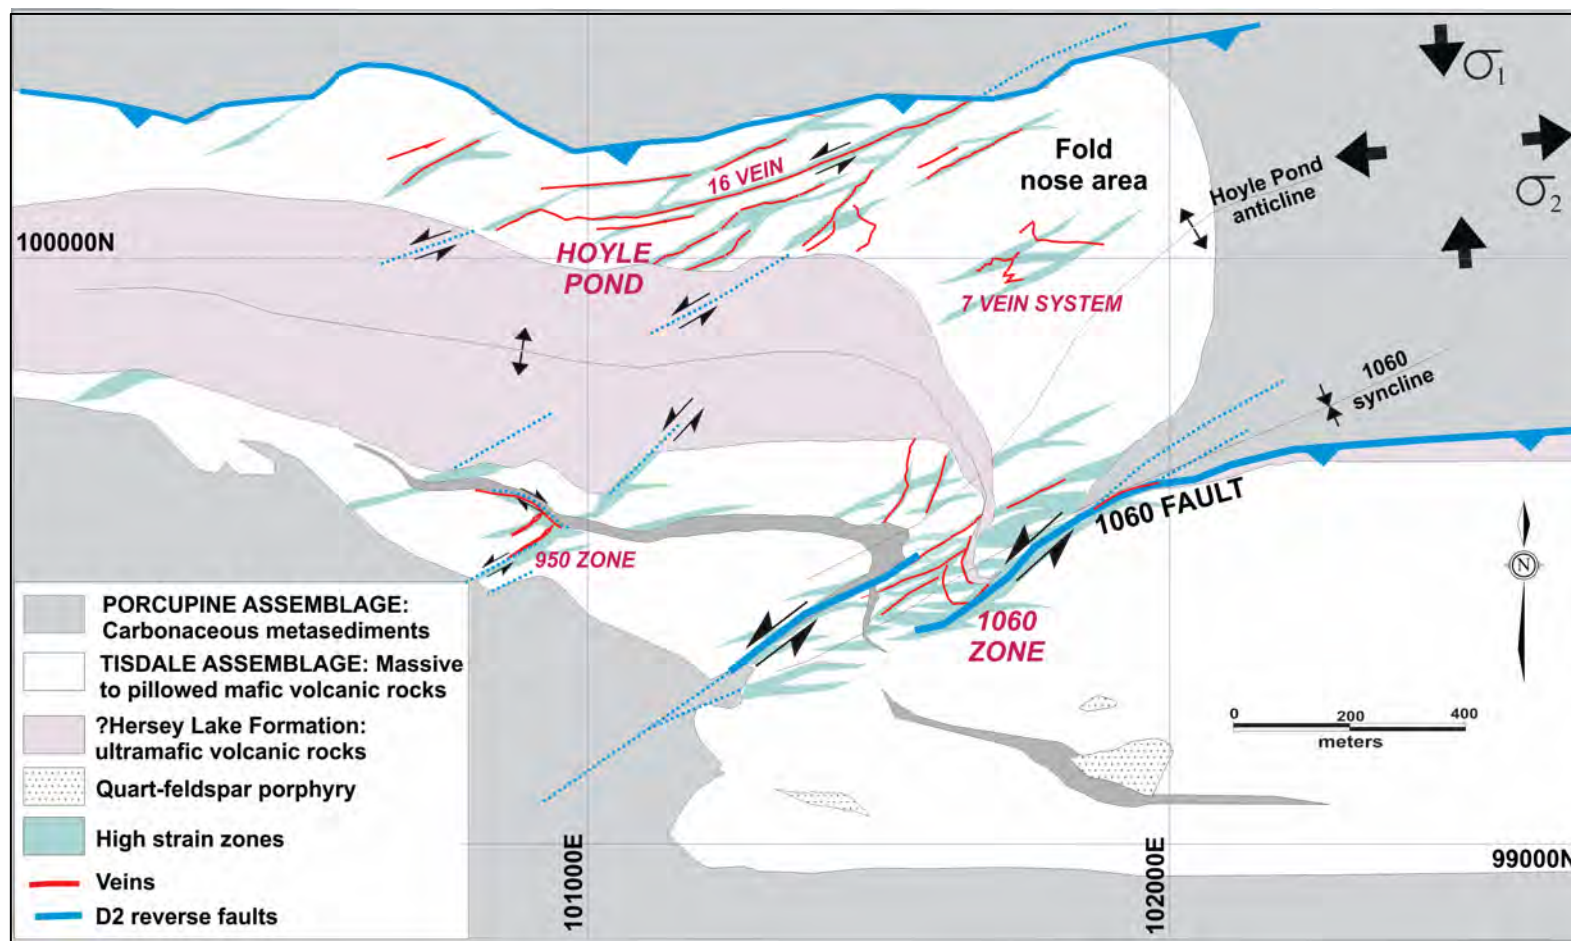 σ1
Fold
nose area
16 VEIN
Hoyle Pond
anticline
σ2
100000N
HOYLE
POND
7 VEIN SYSTEM
1060
syncline
1060 FAULT
950 ZONE
N
1060
ZONE
PORCUPINE ASSEMBLAGE:
Carbonaceous metasediments
TISDALE ASSEMBLAGE: Massive
to pillowed mafic volcanic rocks
?Hersey Lake Formation:
ultramafic volcanic rocks
Quart-feldspar porphyry
High strain zones
Veins
D2 reverse faults
0 200 400
meters
101000E
102000E
99000N